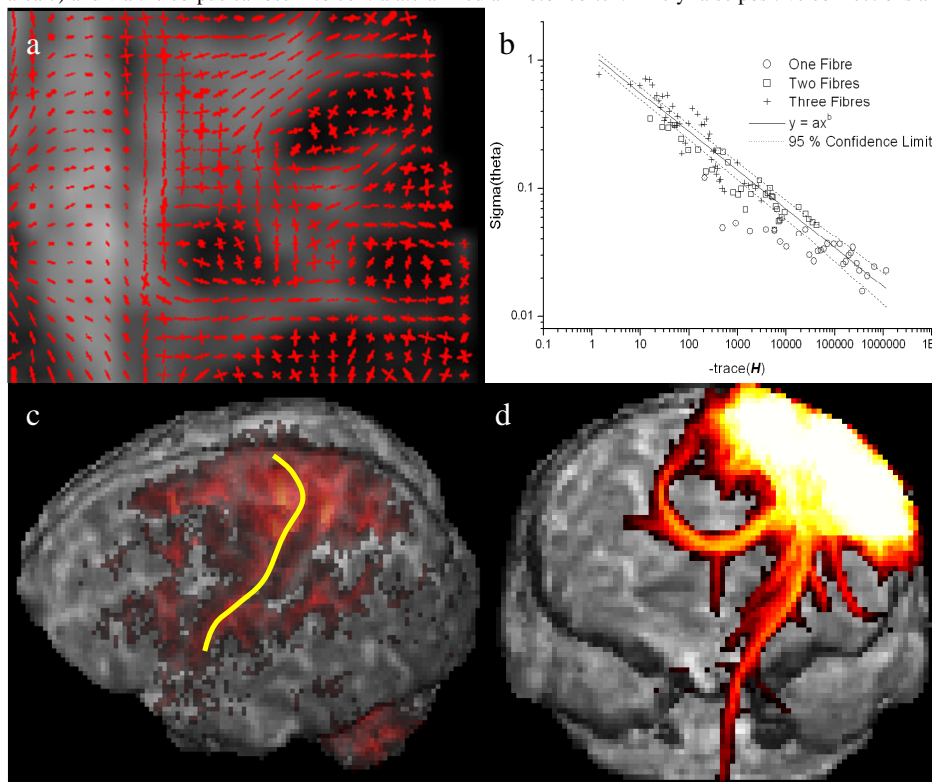 a
b
One Fibre
Two Fibres
Three Fibres
y = ax^b
95 % Confidence Limit
1
0.1
0.01
Sigma(theta)
0.1
1
10
100
1000
10000
100000
1000000
-trace(H)
c
d